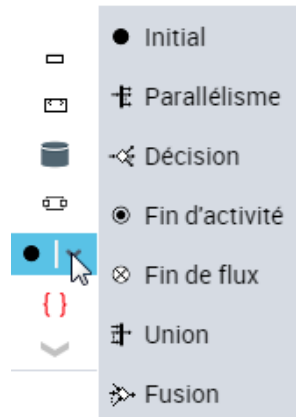 Initial
Parallélisme
Décision
Fin d'activité
Fin de flux
{ }
Union
Fusion